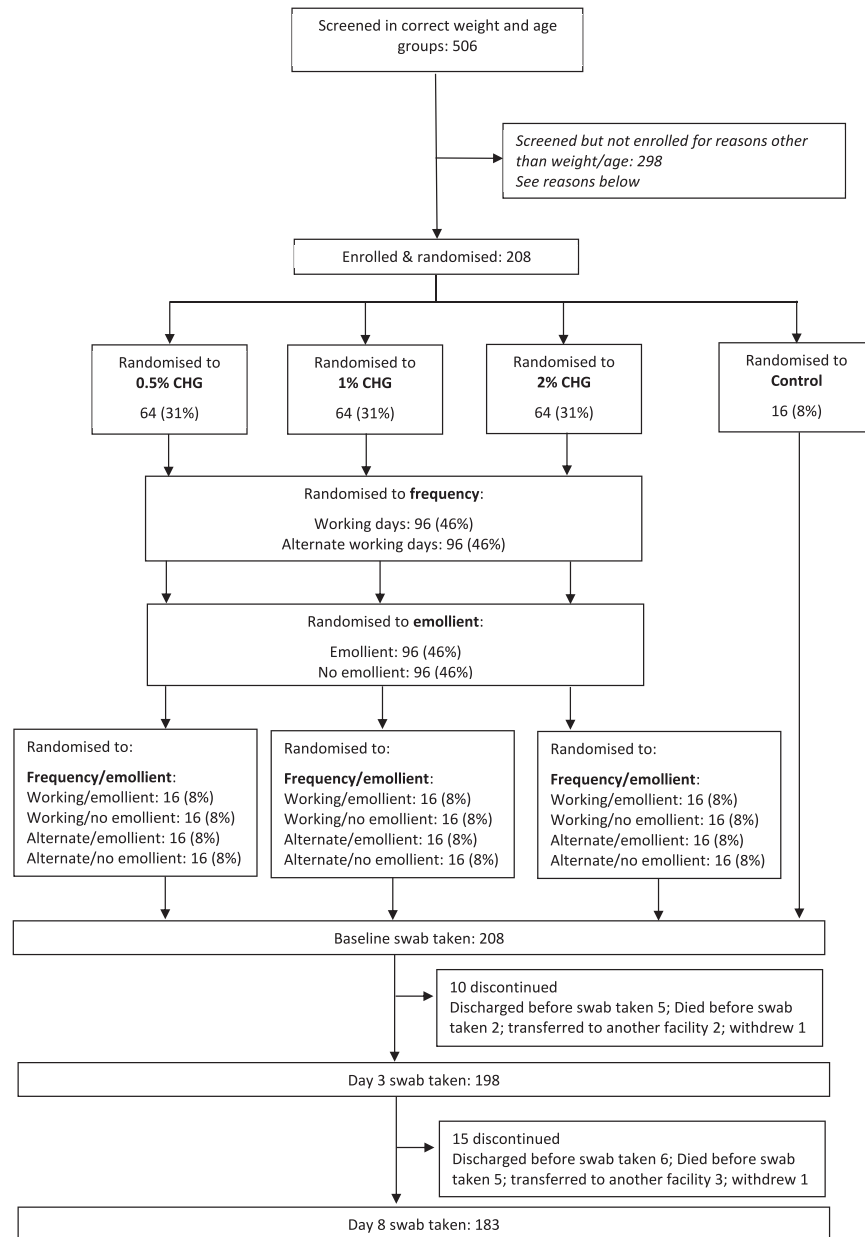 Screened in correct weight and age
groups: 506
Screened but not enrolled for reasons other
than weight/age: 298
See reasons below
Enrolled & randomised: 208
Randomised to
0.5% CHG
64 (31%)
Randomised to
1% CHG
64 (31%)
Randomised to
2% CHG
64 (31%)
Randomised to
Control
16 (8%)
Randomised to frequency:
Working days: 96 (46%)
Alternate working days: 96 (46%)
Randomised to emollient:
Emollient: 96 (46%)
No emollient: 96 (46%)
Randomised to:
Frequency/emollient:
Working/emollient: 16 (8%)
Working/no emollient: 16 (8%)
Alternate/emollient: 16 (8%)
Alternate/no emollient: 16 (8%)
Randomised to:
Frequency/emollient:
Working/emollient: 16 (8%)
Working/no emollient: 16 (8%)
Alternate/emollient: 16 (8%)
Alternate/no emollient: 16 (8%)
Randomised to:
Frequency/emollient:
Working/emollient: 16 (8%)
Working/no emollient: 16 (8%)
Alternate/emollient: 16 (8%)
Alternate/no emollient: 16 (8%)
Baseline swab taken: 208
10 discontinued
Discharged before swab taken 5; Died before swab
taken 2; transferred to another facility 2; withdrew 1
Day 3 swab taken: 198
15 discontinued
Discharged before swab taken 6; Died before swab
taken 5; transferred to another facility 3; withdrew 1
Day 8 swab taken: 183